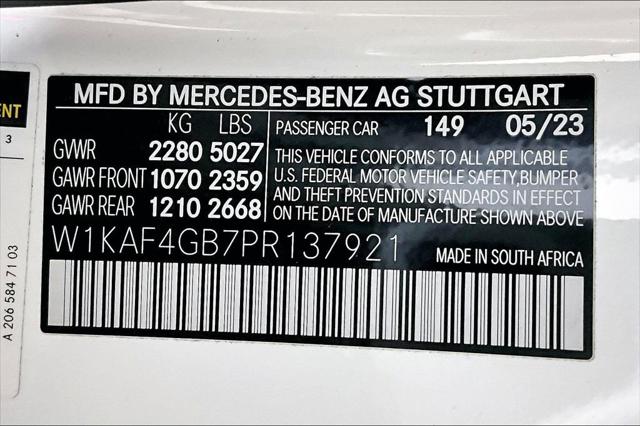 MFD BY MERCEDES-BENZ AG STUTTGART
KG LBS PASSENGER CAR 149 05/23
GVWR 2280 5027
GAWR FRONT 1070 2359
GAWR REAR 1210 2668
THIS VEHICLE CONFORMS TO ALL APPLICABLE
U.S. FEDERAL MOTOR VEHICLE SAFETY,BUMPER
AND THEFT PREVENTION STANDARDS IN EFFECT
ON THE DATE OF MANUFACTURE SHOWN ABOVE
W1KAF4GB7PR137921 MADE IN SOUTH AFRICA
ENT
3
A 206 584 71 03